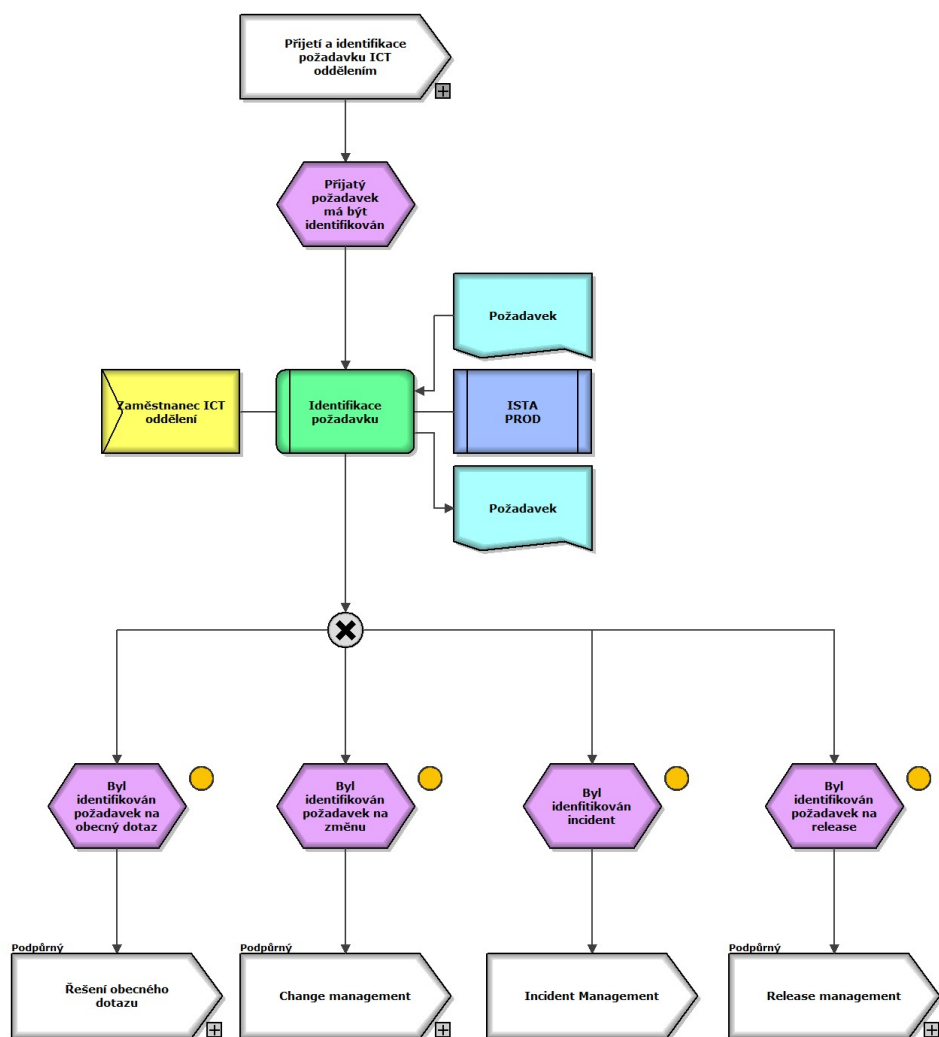 Přijetí a identifikace
požadavku ICT
oddělením
Přijatý
požadavek
má být
identifikován
Požadavek
Zaměstnanec ICT
oddělení
Identifikace
požadavku
ISTA
PROD
Požadavek
Byl
identifikován
požadavek na
obecný dotaz
Byl
identifikován
požadavek na
změnu
Byl
idenfitikován
incident
Byl
identifikován
požadavek na
release
Podpůrný
Řešení obecného
dotazu
Podpůrný
Change management
Incident Management
Podpůrný
Release management